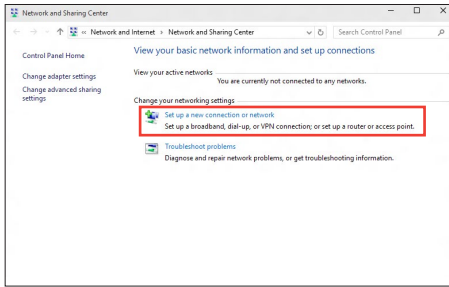 Network and Sharing Center
« Network and Internet › Network and Sharing Center
Search Control Panel
Control Panel Home
Change adapter settings
Change advanced sharing
settings
View your basic network information and set up connections
View your active networks
You are currently not connected to any networks.
Change your networking settings
Set up a new connection or network
Set up a broadband, dial-up, or VPN connection; or set up a router or access point.
Troubleshoot problems
Diagnose and repair network problems, or get troubleshooting information.